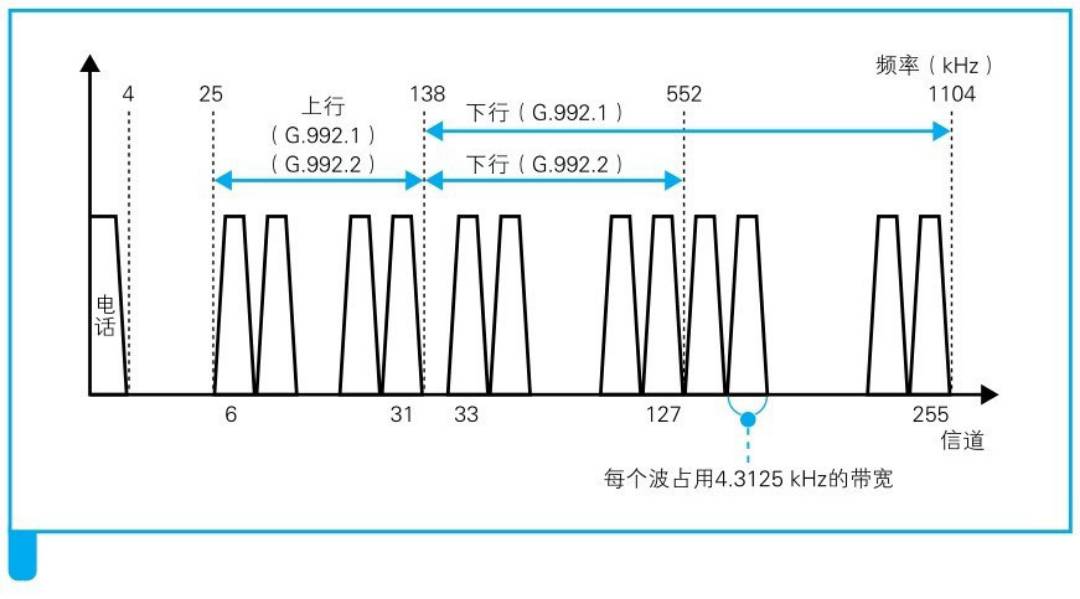 频率（kHz）
4
25
138
552
1104
上行
（G.992.1）
（G.992.2）
下行（G.992.1）
下行（G.992.2）
电
话
6
31
33
127
255
信道
每个波占用4.3125 kHz的带宽